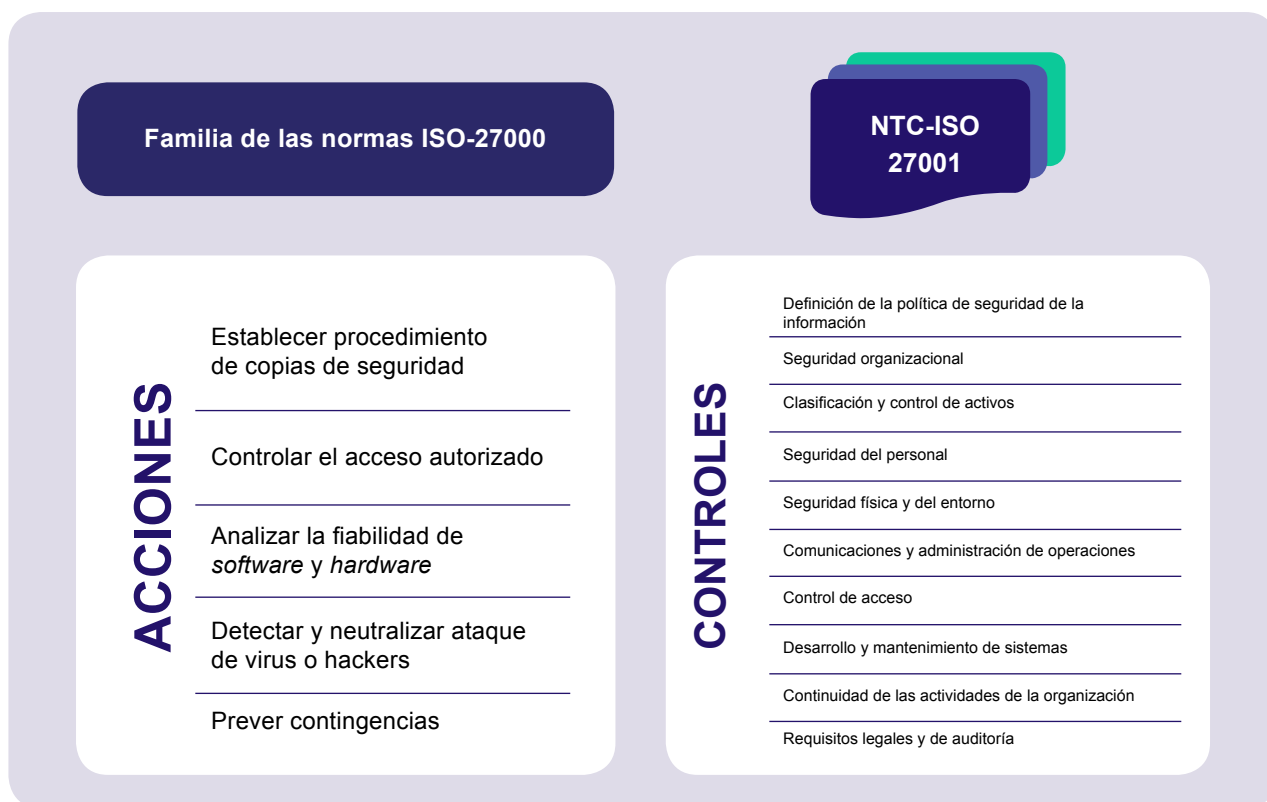 Familia de las normas ISO-27000
NTC-ISO
27001
ACCIONES
Establecer procedimiento
de copias de seguridad
Controlar el acceso autorizado
Analizar la fiabilidad de
software y hardware
Detectar y neutralizar ataque
de virus o hackers
Prever contingencias
CONTROLES
Definición de la política de seguridad de la
información
Seguridad organizacional
Clasificación y control de activos
Seguridad del personal
Seguridad física y del entorno
Comunicaciones y administración de operaciones
Control de acceso
Desarrollo y mantenimiento de sistemas
Continuidad de las actividades de la organización
Requisitos legales y de auditoría